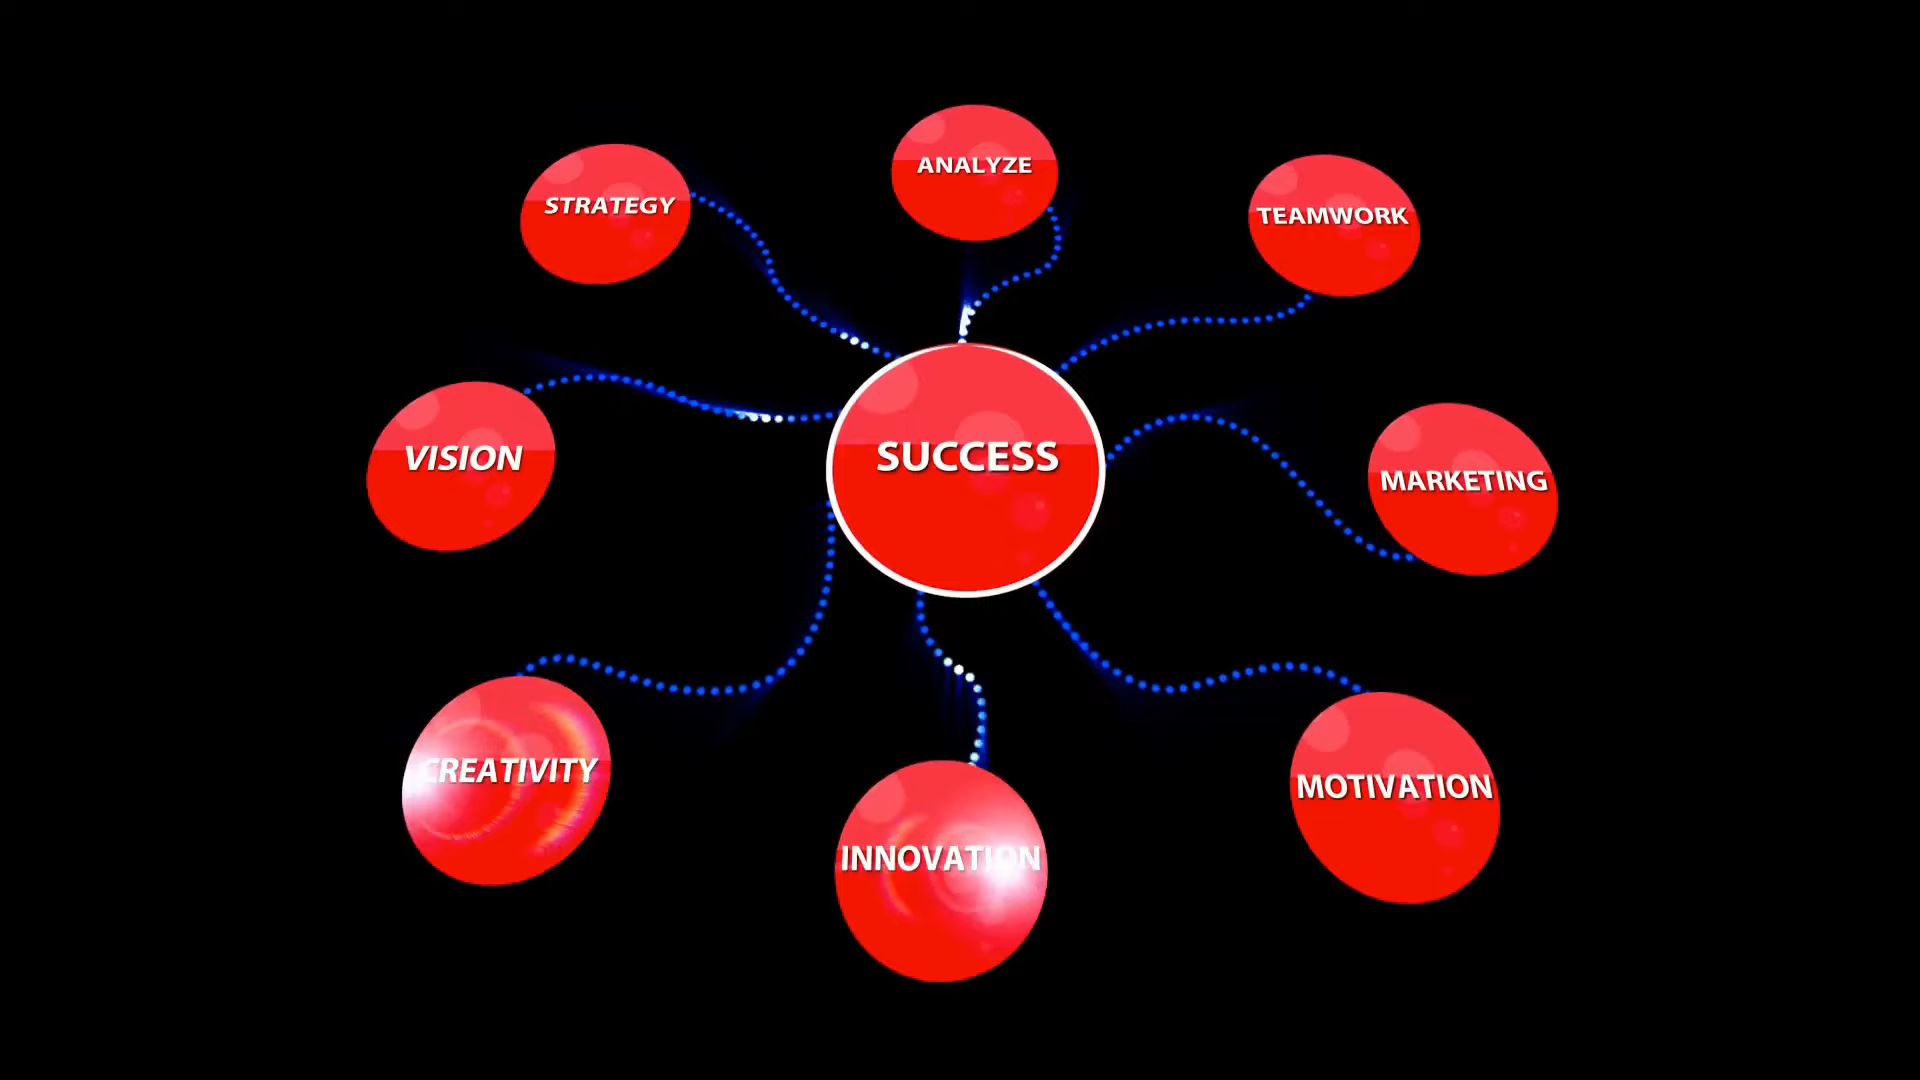 ANALYZE
STRATEGY
TEAMWORK
SUCCESS
VISION
MARKETING
CREATIVITY
MOTIVATION
INNOVATION